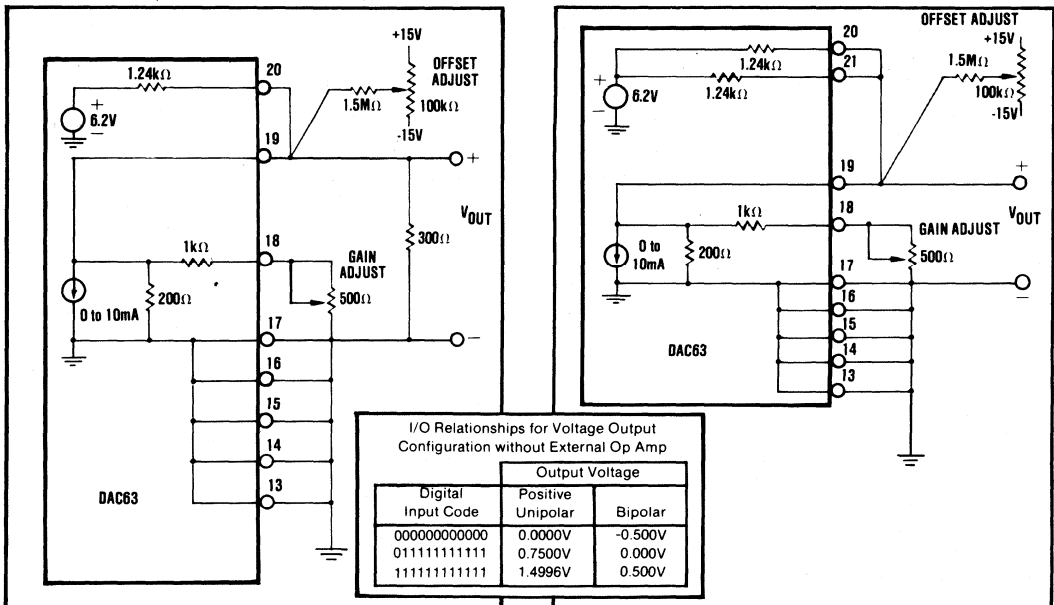 +15V
OFFSET
ADJUST
1.24kΩ
20
1.5MΩ
100kΩ
+
6.2V
−
-15V
19
+
VOUT
300Ω
1kΩ
18
GAIN
ADJUST
200Ω
500Ω
0 to 10mA
17
−
16
15
14
13
DAC63
OFFSET ADJUST
+15V
20
1.24kΩ
21
1.5MΩ
100kΩ
+
6.2V
−
1.24kΩ
-15V
19
+
18
VOUT
1kΩ
GAIN ADJUST
0 to
10mA
200Ω
500Ω
17
−
16
15
14
13
DAC63
I/O Relationships for Voltage Output
Configuration without External Op Amp
Output Voltage
Digital Input Code Positive Unipolar Bipolar
000000000000 0.0000V -0.500V
011111111111 0.7500V 0.000V
111111111111 1.4996V 0.500V